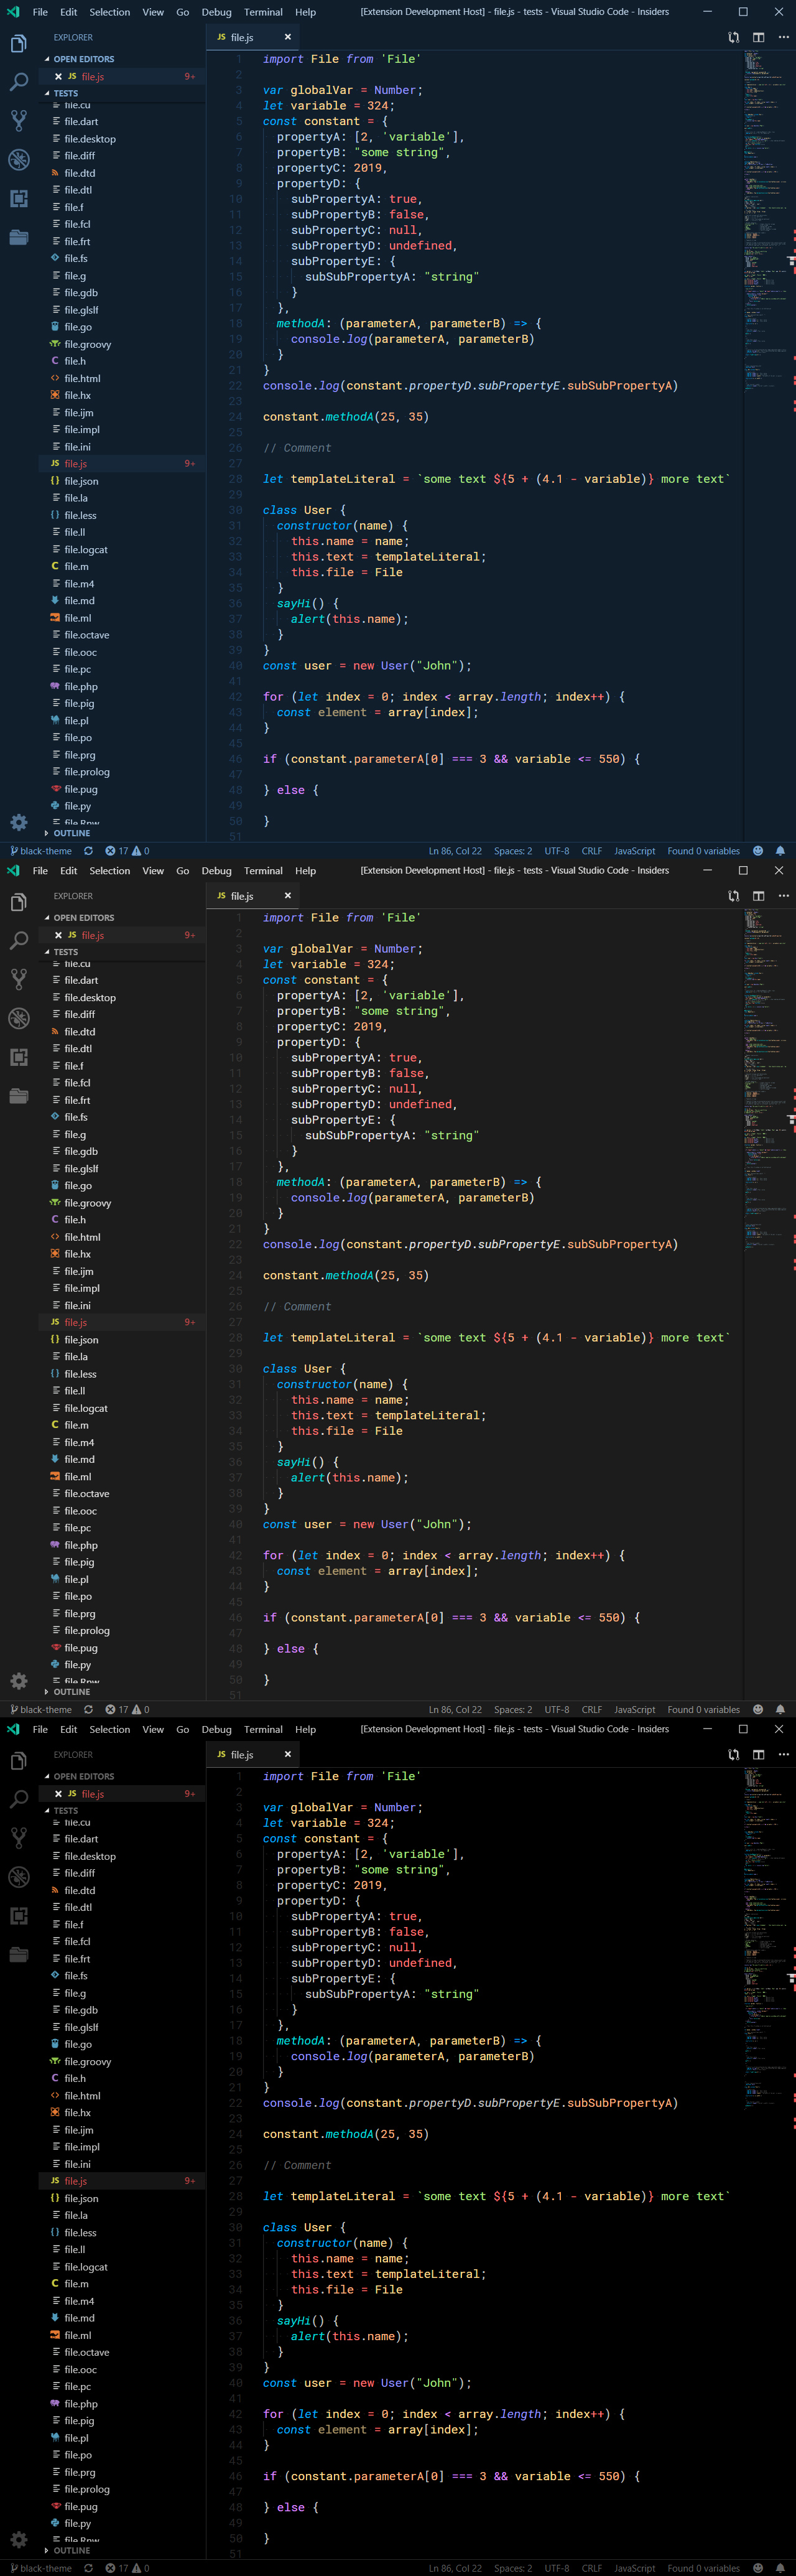 File Edit Selection View Go Debug Terminal Help [Extension Development Host] - file.js - tests - Visual Studio Code - Insiders
EXPLORER
OPEN EDITORS
JS file.js 9+
TESTS
file.cu
file.dart
file.desktop
file.diff
file.dtd
file.dtl
file.f
file.fcl
file.frt
file.fs
file.g
file.gdb
file.glslf
file.go
file.groovy
file.h
file.html
file.hx
file.ijm
file.impl
file.ini
JS file.js 9+
file.json
file.la
file.less
file.ll
file.logcat
file.m
file.m4
file.md
file.ml
file.octave
file.ooc
file.pc
file.php
file.pig
file.pl
file.po
file.prg
file.prolog
file.pug
file.py
file.Rnw
OUTLINE
JS file.js
1 import File from 'File'
2
3 var globalVar = Number;
4 let variable = 324;
5 const constant = {
6 propertyA: [2, 'variable'],
7 propertyB: "some string",
8 propertyC: 2019,
9 propertyD: {
10 subPropertyA: true,
11 subPropertyB: false,
12 subPropertyC: null,
13 subPropertyD: undefined,
14 subPropertyE: {
15 subSubPropertyA: "string"
16 }
17 },
18 methodA: (parameterA, parameterB) => {
19 console.log(parameterA, parameterB)
20 }
21 }
22 console.log(constant.propertyD.subPropertyE.subSubPropertyA)
23
24 constant.methodA(25, 35)
25
26 // Comment
27
28 let templateLiteral = `some text ${5 + (4.1 - variable)} more text`
29
30 class User {
31 constructor(name) {
32 this.name = name;
33 this.text = templateLiteral;
34 this.file = File
35 }
36 sayHi() {
37 alert(this.name);
38 }
39 }
40 const user = new User("John");
41
42 for (let index = 0; index < array.length; index++) {
43 const element = array[index];
44 }
45
46 if (constant.parameterA[0] === 3 && variable <= 550) {
47
48 } else {
49
50 }
51
black-theme 17 0 Ln 86, Col 22 Spaces: 2 UTF-8 CRLF JavaScript Found 0 variables
File Edit Selection View Go Debug Terminal Help [Extension Development Host] - file.js - tests - Visual Studio Code - Insiders
EXPLORER
OPEN EDITORS
JS file.js 9+
TESTS
file.cu
file.dart
file.desktop
file.diff
file.dtd
file.dtl
file.f
file.fcl
file.frt
file.fs
file.g
file.gdb
file.glslf
file.go
file.groovy
file.h
file.html
file.hx
file.ijm
file.impl
file.ini
JS file.js 9+
file.json
file.la
file.less
file.ll
file.logcat
file.m
file.m4
file.md
file.ml
file.octave
file.ooc
file.pc
file.php
file.pig
file.pl
file.po
file.prg
file.prolog
file.pug
file.py
file.Rnw
OUTLINE
JS file.js
1 import File from 'File'
2
3 var globalVar = Number;
4 let variable = 324;
5 const constant = {
6 propertyA: [2, 'variable'],
7 propertyB: "some string",
8 propertyC: 2019,
9 propertyD: {
10 subPropertyA: true,
11 subPropertyB: false,
12 subPropertyC: null,
13 subPropertyD: undefined,
14 subPropertyE: {
15 subSubPropertyA: "string"
16 }
17 },
18 methodA: (parameterA, parameterB) => {
19 console.log(parameterA, parameterB)
20 }
21 }
22 console.log(constant.propertyD.subPropertyE.subSubPropertyA)
23
24 constant.methodA(25, 35)
25
26 // Comment
27
28 let templateLiteral = `some text ${5 + (4.1 - variable)} more text`
29
30 class User {
31 constructor(name) {
32 this.name = name;
33 this.text = templateLiteral;
34 this.file = File
35 }
36 sayHi() {
37 alert(this.name);
38 }
39 }
40 const user = new User("John");
41
42 for (let index = 0; index < array.length; index++) {
43 const element = array[index];
44 }
45
46 if (constant.parameterA[0] === 3 && variable <= 550) {
47
48 } else {
49
50 }
51
black-theme 17 0 Ln 86, Col 22 Spaces: 2 UTF-8 CRLF JavaScript Found 0 variables
File Edit Selection View Go Debug Terminal Help [Extension Development Host] - file.js - tests - Visual Studio Code - Insiders
EXPLORER
OPEN EDITORS
JS file.js 9+
TESTS
file.cu
file.dart
file.desktop
file.diff
file.dtd
file.dtl
file.f
file.fcl
file.frt
file.fs
file.g
file.gdb
file.glslf
file.go
file.groovy
file.h
file.html
file.hx
file.ijm
file.impl
file.ini
JS file.js 9+
file.json
file.la
file.less
file.ll
file.logcat
file.m
file.m4
file.md
file.ml
file.octave
file.ooc
file.pc
file.php
file.pig
file.pl
file.po
file.prg
file.prolog
file.pug
file.py
file.Rnw
OUTLINE
JS file.js
1 import File from 'File'
2
3 var globalVar = Number;
4 let variable = 324;
5 const constant = {
6 propertyA: [2, 'variable'],
7 propertyB: "some string",
8 propertyC: 2019,
9 propertyD: {
10 subPropertyA: true,
11 subPropertyB: false,
12 subPropertyC: null,
13 subPropertyD: undefined,
14 subPropertyE: {
15 subSubPropertyA: "string"
16 }
17 },
18 methodA: (parameterA, parameterB) => {
19 console.log(parameterA, parameterB)
20 }
21 }
22 console.log(constant.propertyD.subPropertyE.subSubPropertyA)
23
24 constant.methodA(25, 35)
25
26 // Comment
27
28 let templateLiteral = `some text ${5 + (4.1 - variable)} more text`
29
30 class User {
31 constructor(name) {
32 this.name = name;
33 this.text = templateLiteral;
34 this.file = File
35 }
36 sayHi() {
37 alert(this.name);
38 }
39 }
40 const user = new User("John");
41
42 for (let index = 0; index < array.length; index++) {
43 const element = array[index];
44 }
45
46 if (constant.parameterA[0] === 3 && variable <= 550) {
47
48 } else {
49
50 }
51
black-theme 17 0 Ln 86, Col 22 Spaces: 2 UTF-8 CRLF JavaScript Found 0 variables